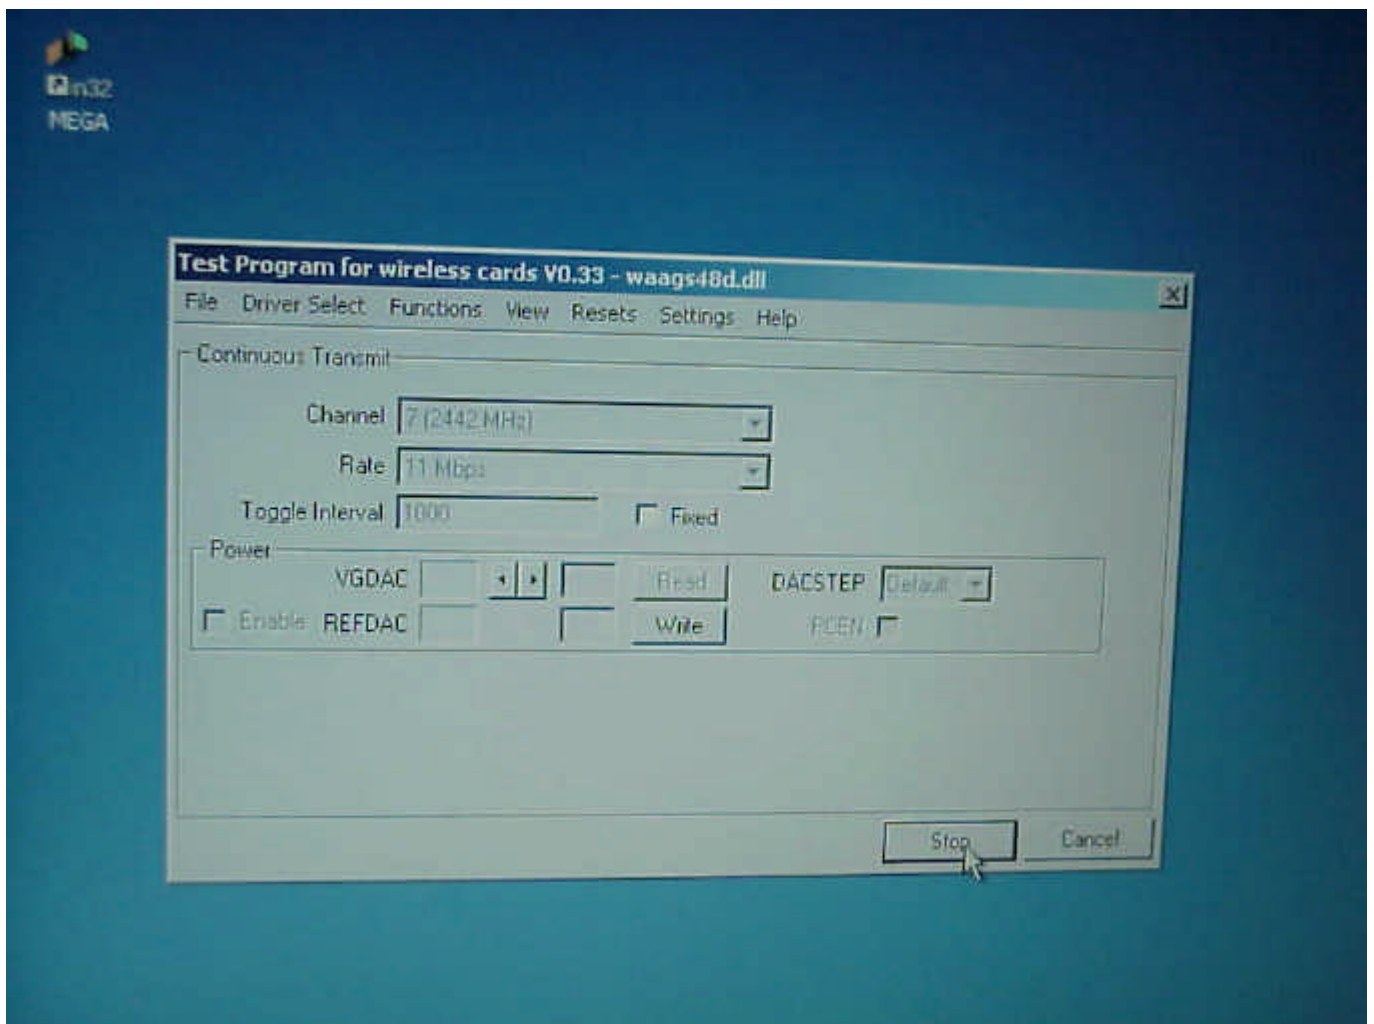 in32
MEGA
Test Program for wireless cards V0.33 - waags48d.dll
File Driver Select Functions View Resets Settings Help
Continuous Transmit
Channel 7 (2442 MHz)
Rate 11 Mbps
Toggle Interval 1000 Fixed
Power
VGDAC Read DACSTEP Default
Enable REFDAC Write PCEN
Stop Cancel